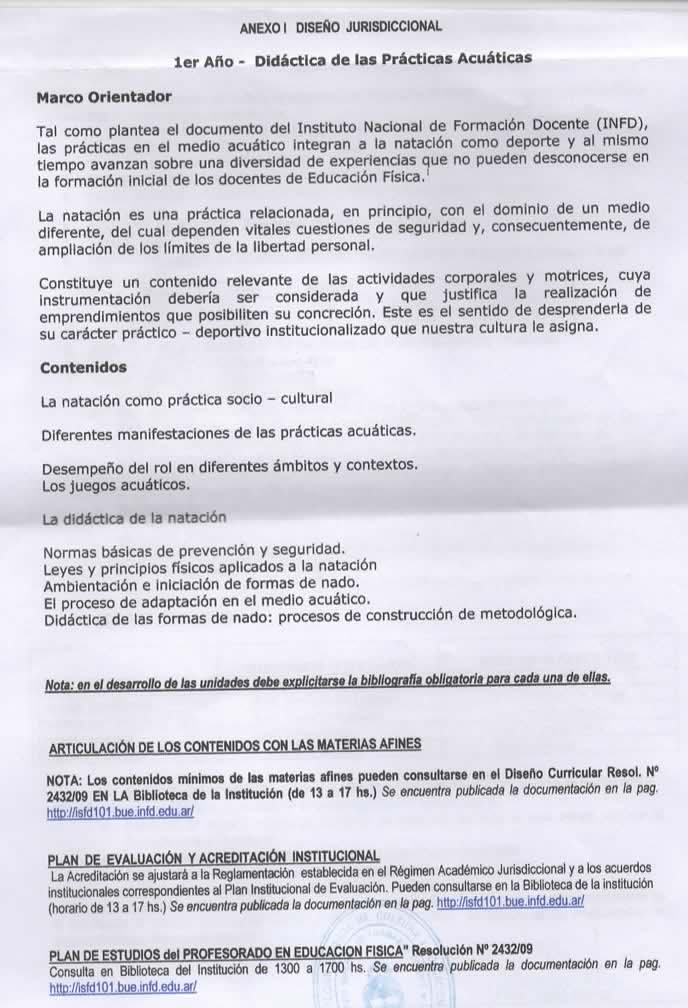 ANEXO I DISEÑO JURISDICCIONAL
1er Año - Didáctica de las Prácticas Acuáticas
Marco Orientador
Tal como plantea el documento del Instituto Nacional de Formación Docente (INFD),
las prácticas en el medio acuático integran a la natación como deporte y al mismo
tiempo avanzan sobre una diversidad de experiencias que no pueden desconocerse en
la formación inicial de los docentes de Educación Física.¹
La natación es una práctica relacionada, en principio, con el dominio de un medio
diferente, del cual dependen vitales cuestiones de seguridad y, consecuentemente, de
ampliación de los límites de la libertad personal.
Constituye un contenido relevante de las actividades corporales y motrices, cuya
instrumentación debería ser considerada y que justifica la realización de
emprendimientos que posibiliten su concreción. Este es el sentido de desprenderla de
su carácter práctico – deportivo institucionalizado que nuestra cultura le asigna.
Contenidos
La natación como práctica socio – cultural
Diferentes manifestaciones de las prácticas acuáticas.
Desempeño del rol en diferentes ámbitos y contextos.
Los juegos acuáticos.
La didáctica de la natación
Normas básicas de prevención y seguridad.
Leyes y principios físicos aplicados a la natación
Ambientación e iniciación de formas de nado.
El proceso de adaptación en el medio acuático.
Didáctica de las formas de nado: procesos de construcción de metodológica.
Nota: en el desarrollo de las unidades debe explicitarse la bibliografía obligatoria para cada una de ellas.
ARTICULACIÓN DE LOS CONTENIDOS CON LAS MATERIAS AFINES
NOTA: Los contenidos mínimos de las materias afines pueden consultarse en el Diseño Curricular Resol. Nº
2432/09 EN LA Biblioteca de la Institución (de 13 a 17 hs.) Se encuentra publicada la documentación en la pag.
http://isfd101.bue.infd.edu.ar/
PLAN DE EVALUACIÓN Y ACREDITACIÓN INSTITUCIONAL
La Acreditación se ajustará a la Reglamentación establecida en el Régimen Académico Jurisdiccional y a los acuerdos
institucionales correspondientes al Plan Institucional de Evaluación. Pueden consultarse en la Biblioteca de la institución
(horario de 13 a 17 hs.) Se encuentra publicada la documentación en la pag. http://isfd101.bue.infd.edu.ar/
PLAN DE ESTUDIOS del PROFESORADO EN EDUCACION FISICA" Resolución Nº 2432/09
Consulta en Biblioteca del Instituto de 1300 a 1700 hs. Se encuentra publicada la documentación en la pag.
http://isfd101.bue.infd.edu.ar/